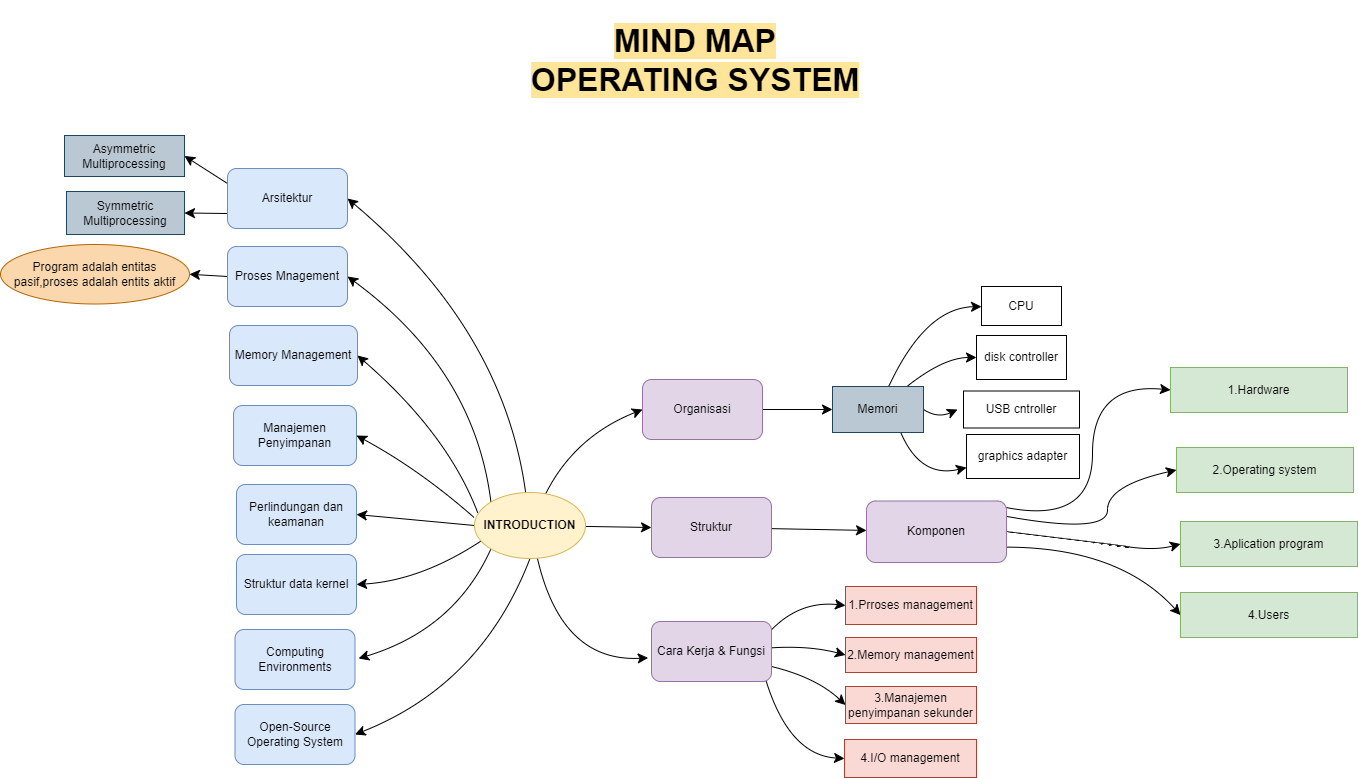 MIND MAP
OPERATING SYSTEM
Asymmetric
Multiprocessing
Symmetric
Multiprocessing
Arsitektur
Program adalah entitas
pasif,proses adalah entits aktif
Proses Mnagement
Memory Management
Manajemen
Penyimpanan
Perlindungan dan
keamanan
Struktur data kernel
Computing
Environments
Open-Source
Operating System
INTRODUCTION
Organisasi
Memori
CPU
disk controller
USB cntroller
graphics adapter
Struktur
Komponen
1.Hardware
2.Operating system
3.Aplication program
4.Users
Cara Kerja & Fungsi
1.Prroses management
2.Memory management
3.Manajemen
penyimpanan sekunder
4.I/O management